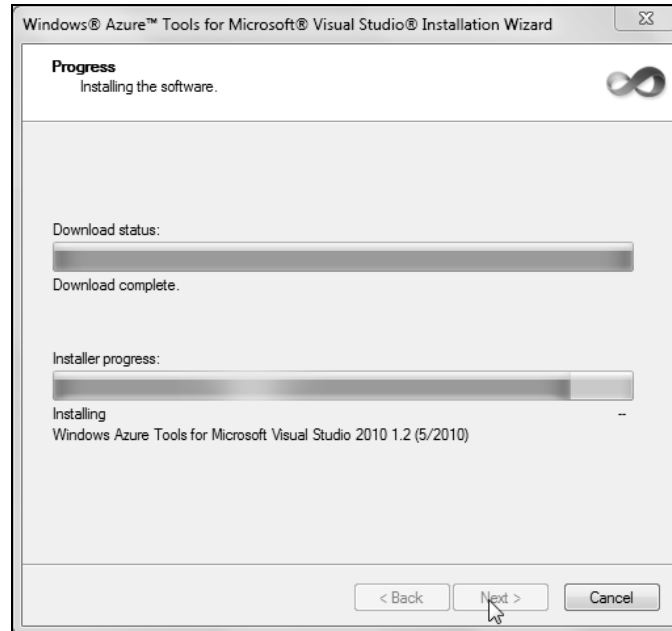 Windows® Azure™ Tools for Microsoft® Visual Studio® Installation Wizard
Progress
Installing the software.
Download status:
Download complete.
Installer progress:
Installing --
Windows Azure Tools for Microsoft Visual Studio 2010 1.2 (5/2010)
< Back Next > Cancel